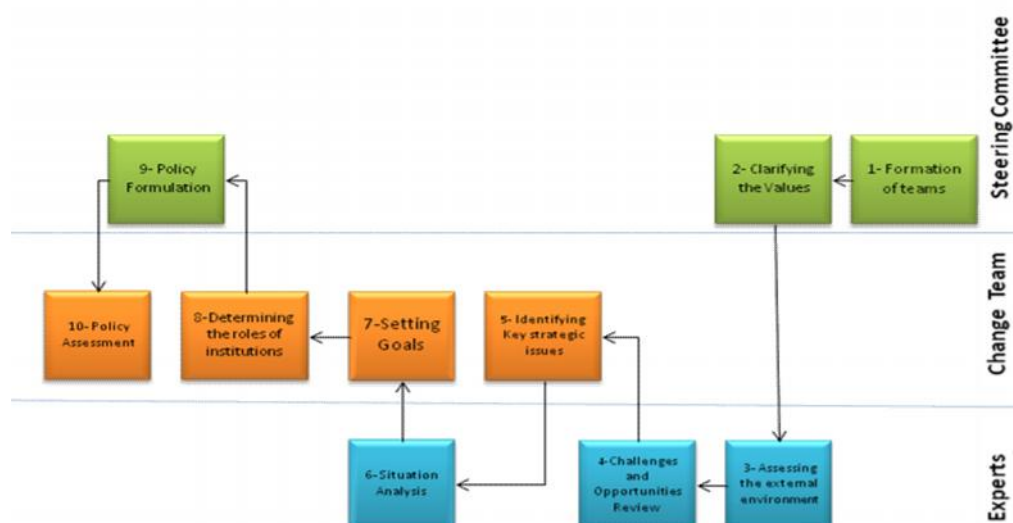 Steering Committee
9- Policy
Formulation
2- Clarifying
the Values
1- Formation
of teams
Change Team
10- Policy
Assessment
8-Determining
the roles of
institutions
7-Setting
Goals
5- Identifying
Key strategic
issues
Experts
6-Situation
Analysis
4-Challenges
and
Opportunities
Review
3- Assessing
the external
environment